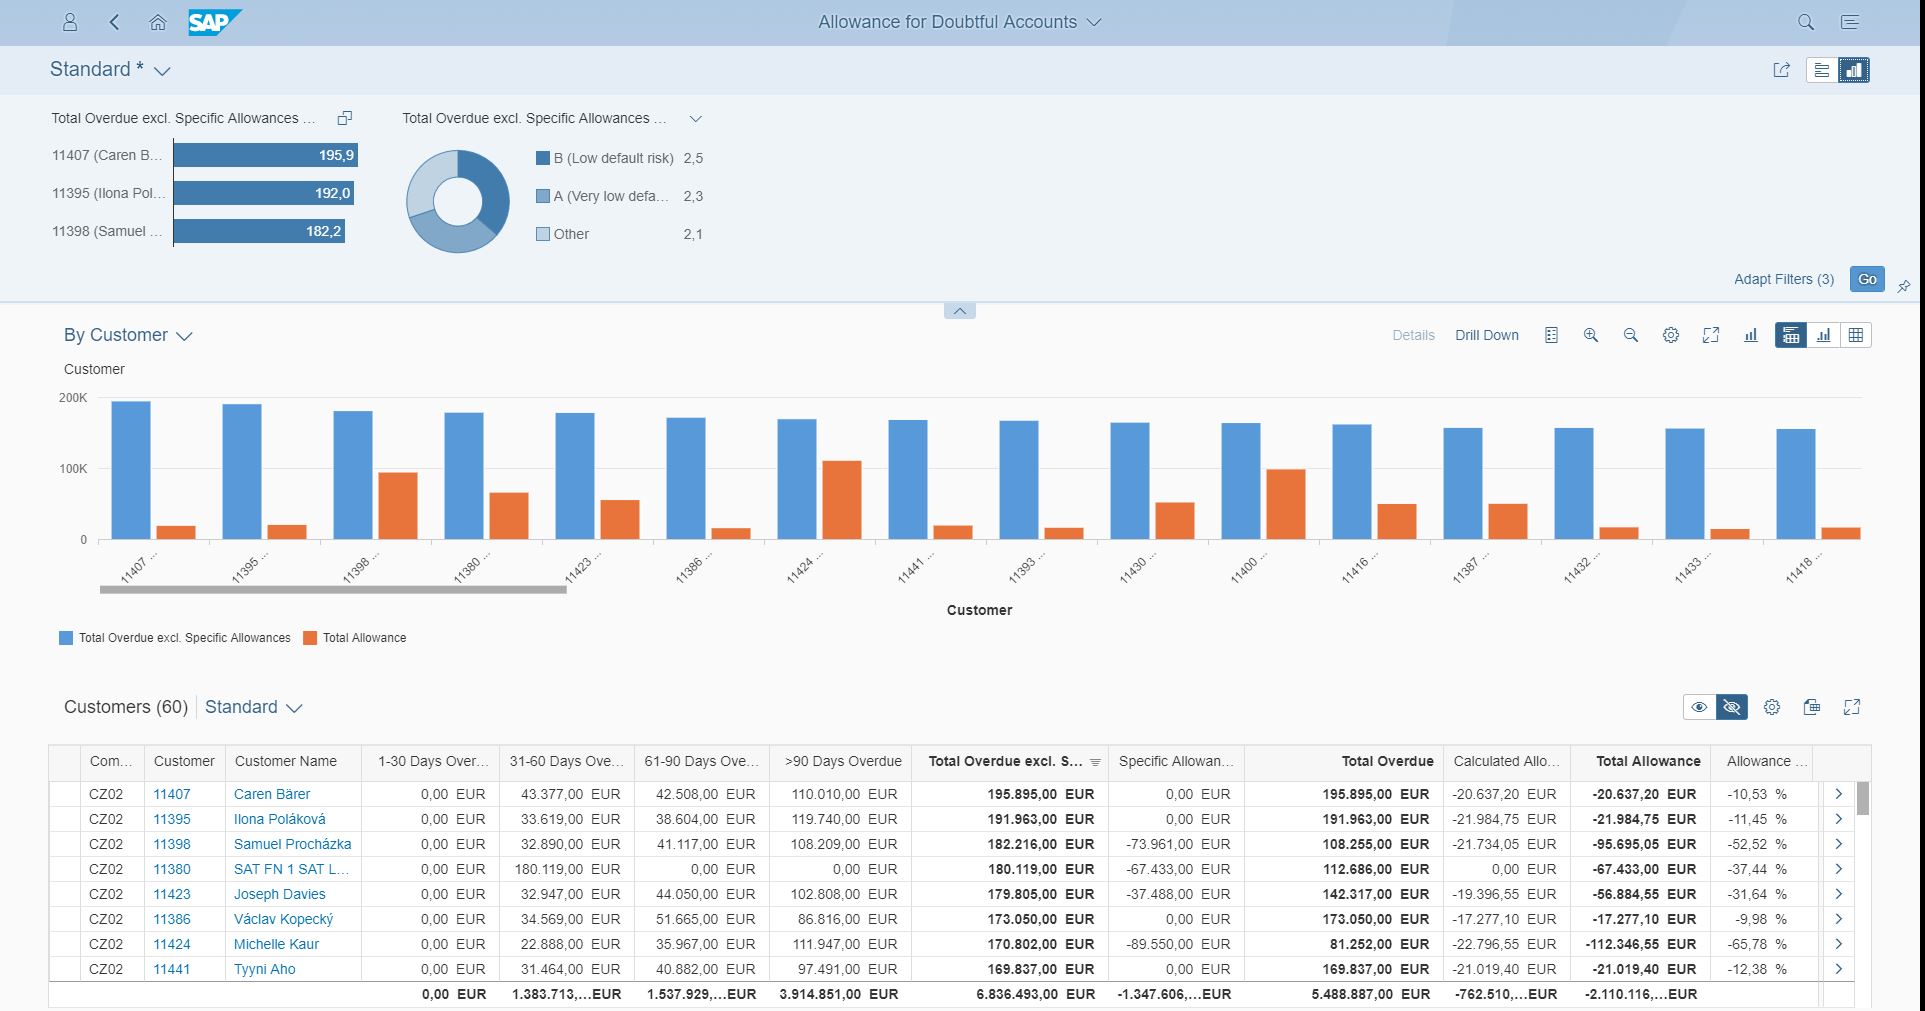 SAP
Allowance for Doubtful Accounts
Standard *
Total Overdue excl. Specific Allowances ...
11407 (Caren B... 195,9
11395 (Ilona Pol... 192,0
11398 (Samuel ... 182,2
Total Overdue excl. Specific Allowances ...
B (Low default risk) 2,5
A (Very low defa... 2,3
Other 2,1
Adapt Filters (3) Go
By Customer
Details Drill Down
Customer
200K
100K
0
11407 ... 11395 ... 11398 ... 11380 ... 11423 ... 11386 ... 11424 ... 11441 ... 11393 ... 11430 ... 11400 ... 11416 ... 11387 ... 11432 ... 11433 ... 11418 ...
Customer
Total Overdue excl. Specific Allowances Total Allowance
Customers (60) Standard
Com... Customer Customer Name 1-30 Days Over... 31-60 Days Ove... 61-90 Days Ove... >90 Days Overdue Total Overdue excl. S... Specific Allowan... Total Overdue Calculated Allo... Total Allowance Allowance ...
CZ02 11407 Caren Bärer 0,00 EUR 43.377,00 EUR 42.508,00 EUR 110.010,00 EUR 195.895,00 EUR 0,00 EUR 195.895,00 EUR -20.637,20 EUR -20.637,20 EUR -10,53 %
CZ02 11395 Ilona Poláková 0,00 EUR 33.619,00 EUR 38.604,00 EUR 119.740,00 EUR 191.963,00 EUR 0,00 EUR 191.963,00 EUR -21.984,75 EUR -21.984,75 EUR -11,45 %
CZ02 11398 Samuel Procházka 0,00 EUR 32.890,00 EUR 41.117,00 EUR 108.209,00 EUR 182.216,00 EUR -73.961,00 EUR 108.255,00 EUR -21.734,05 EUR -95.695,05 EUR -52,52 %
CZ02 11380 SAT FN 1 SAT L... 0,00 EUR 180.119,00 EUR 0,00 EUR 0,00 EUR 180.119,00 EUR -67.433,00 EUR 112.686,00 EUR 0,00 EUR -67.433,00 EUR -37,44 %
CZ02 11423 Joseph Davies 0,00 EUR 32.947,00 EUR 44.050,00 EUR 102.808,00 EUR 179.805,00 EUR -37.488,00 EUR 142.317,00 EUR -19.396,55 EUR -56.884,55 EUR -31,64 %
CZ02 11386 Václav Kopecký 0,00 EUR 34.569,00 EUR 51.665,00 EUR 86.816,00 EUR 173.050,00 EUR 0,00 EUR 173.050,00 EUR -17.277,10 EUR -17.277,10 EUR -9,98 %
CZ02 11424 Michelle Kaur 0,00 EUR 22.888,00 EUR 35.967,00 EUR 111.947,00 EUR 170.802,00 EUR -89.550,00 EUR 81.252,00 EUR -22.796,55 EUR -112.346,55 EUR -65,78 %
CZ02 11441 Tyyni Aho 0,00 EUR 31.464,00 EUR 40.882,00 EUR 97.491,00 EUR 169.837,00 EUR 0,00 EUR 169.837,00 EUR -21.019,40 EUR -21.019,40 EUR -12,38 %
0,00 EUR 1.383.713,...EUR 1.537.929,...EUR 3.914.851,00 EUR 6.836.493,00 EUR -1.347.606,...EUR 5.488.887,00 EUR -762.510,...EUR -2.110.116,...EUR